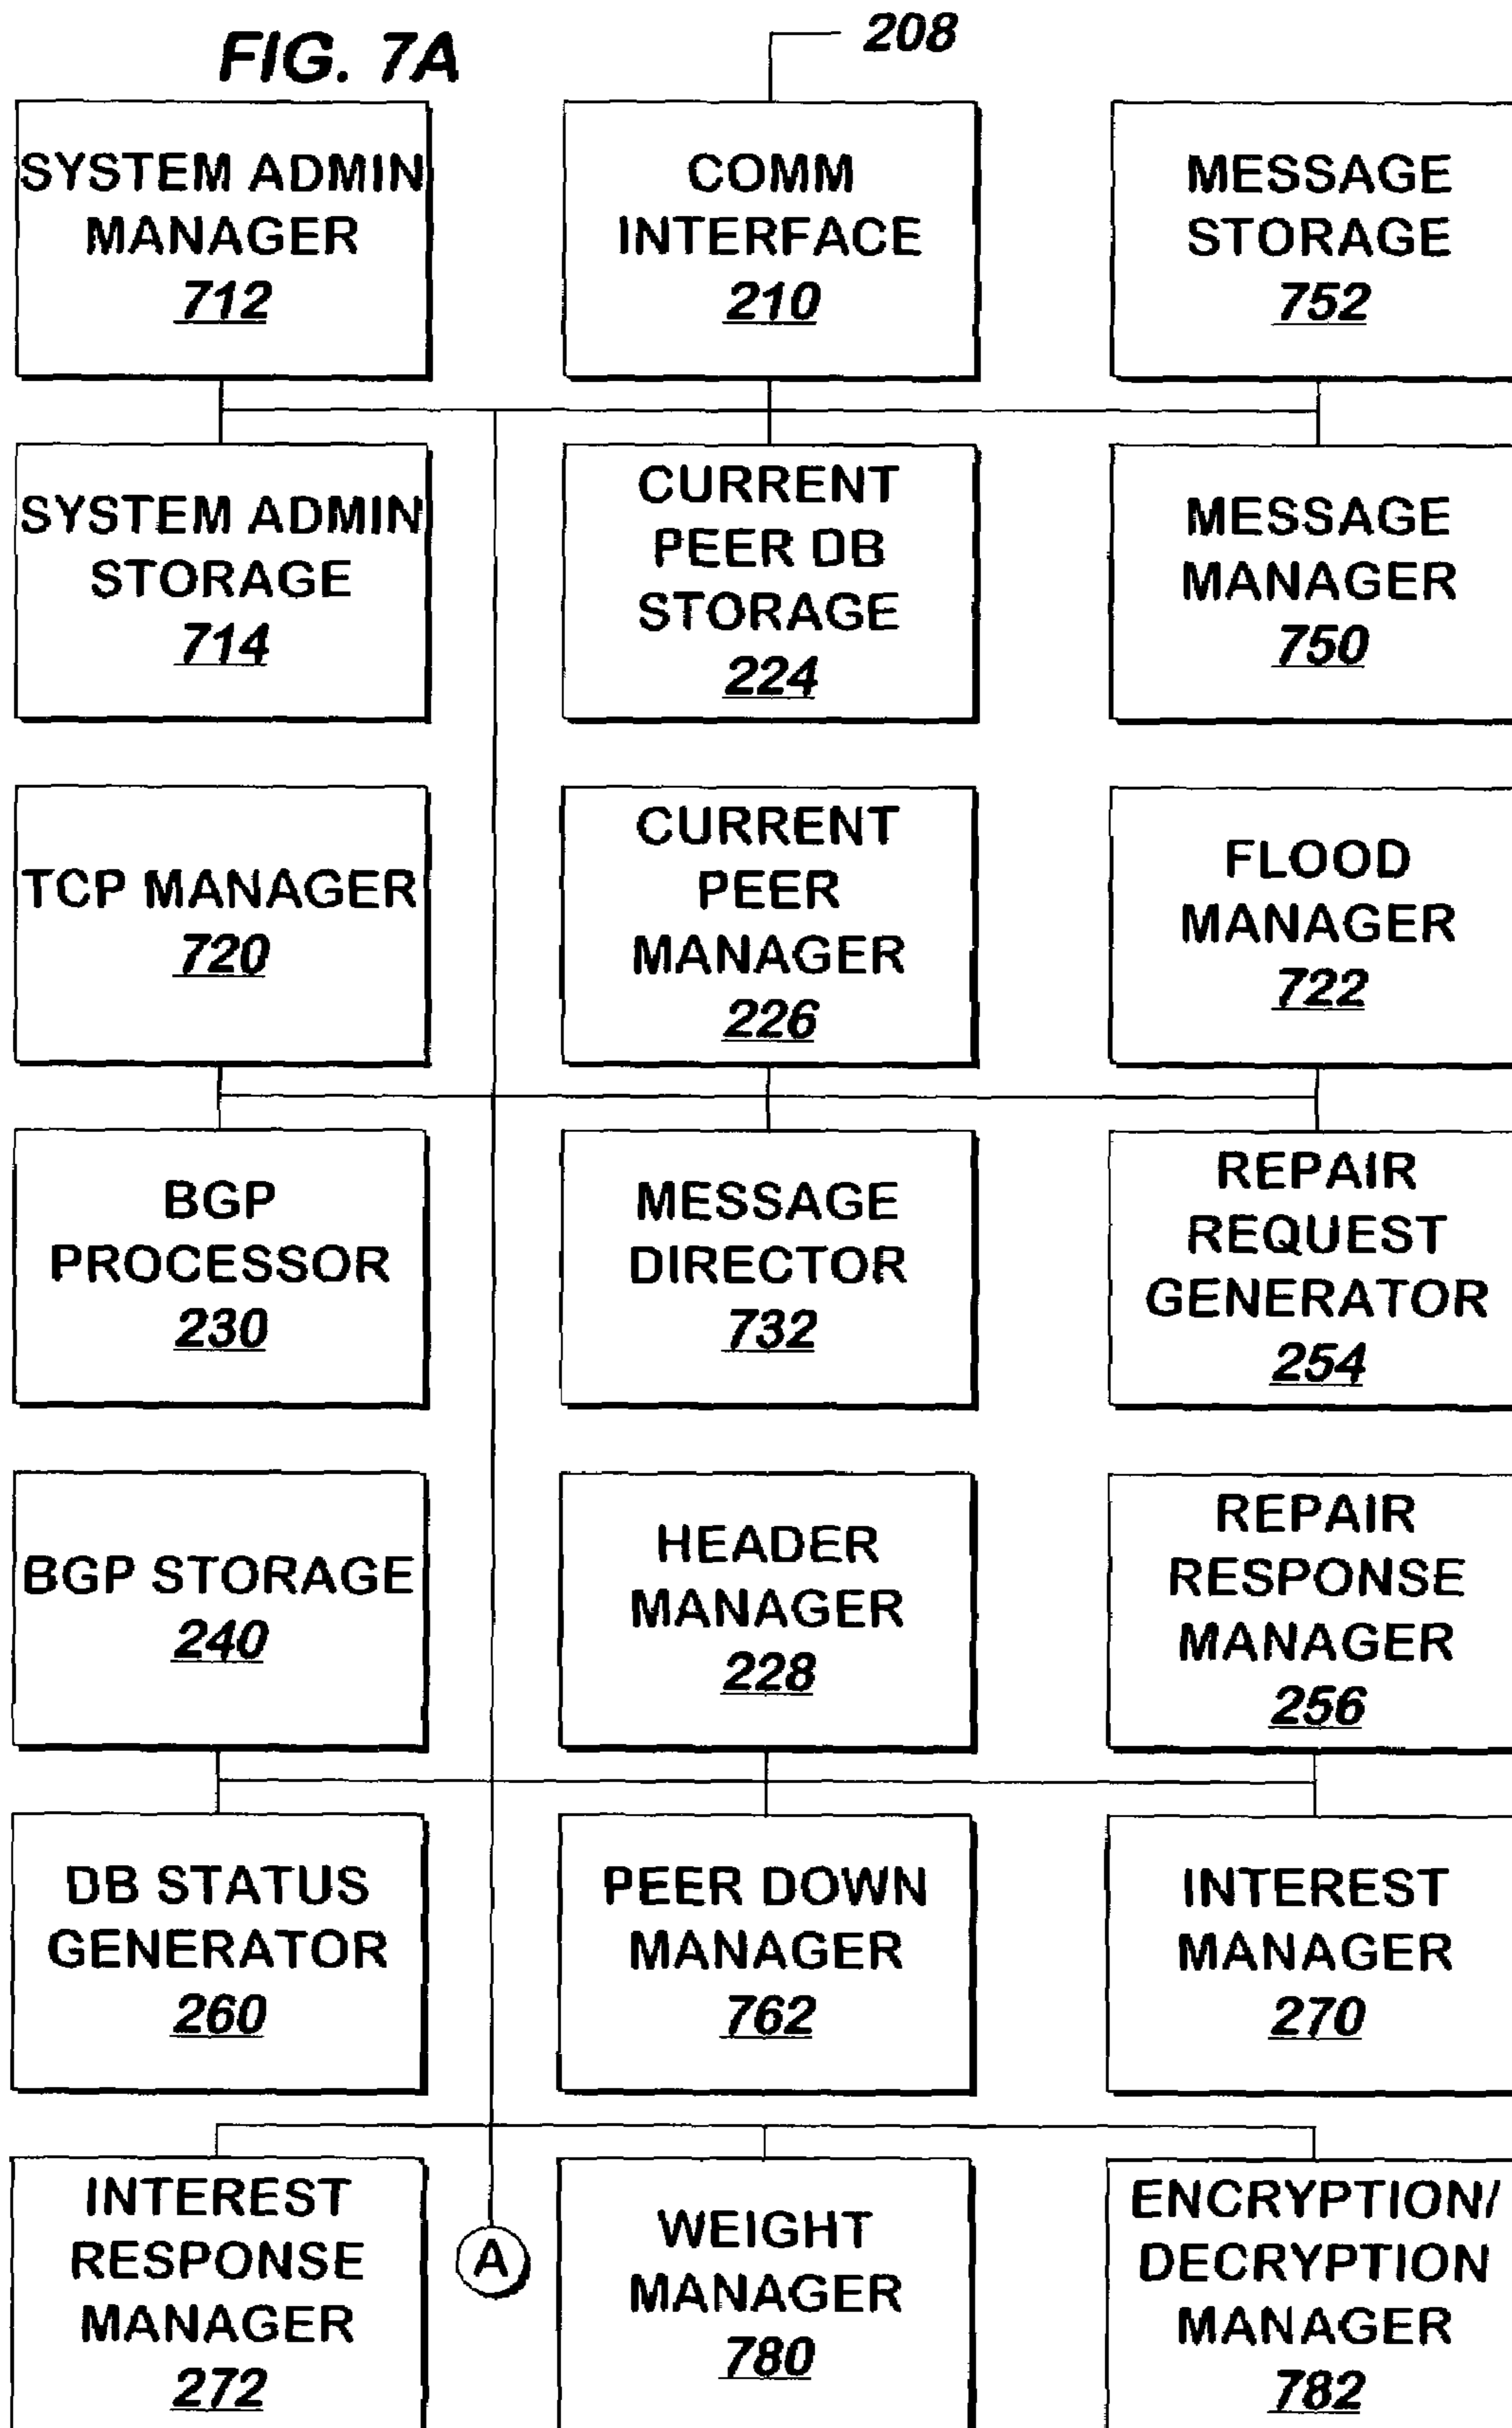 FIG. 7A
208
SYSTEM ADMIN
MANAGER
712
COMM
INTERFACE
210
MESSAGE
STORAGE
752
SYSTEM ADMIN
STORAGE
714
CURRENT
PEER DB
STORAGE
224
MESSAGE
MANAGER
750
TCP MANAGER
720
CURRENT
PEER
MANAGER
226
FLOOD
MANAGER
722
BGP
PROCESSOR
230
MESSAGE
DIRECTOR
732
REPAIR
REQUEST
GENERATOR
254
BGP STORAGE
240
HEADER
MANAGER
228
REPAIR
RESPONSE
MANAGER
256
DB STATUS
GENERATOR
260
PEER DOWN
MANAGER
762
INTEREST
MANAGER
270
INTEREST
RESPONSE
MANAGER
272
A
WEIGHT
MANAGER
780
ENCRYPTION/
DECRYPTION
MANAGER
782